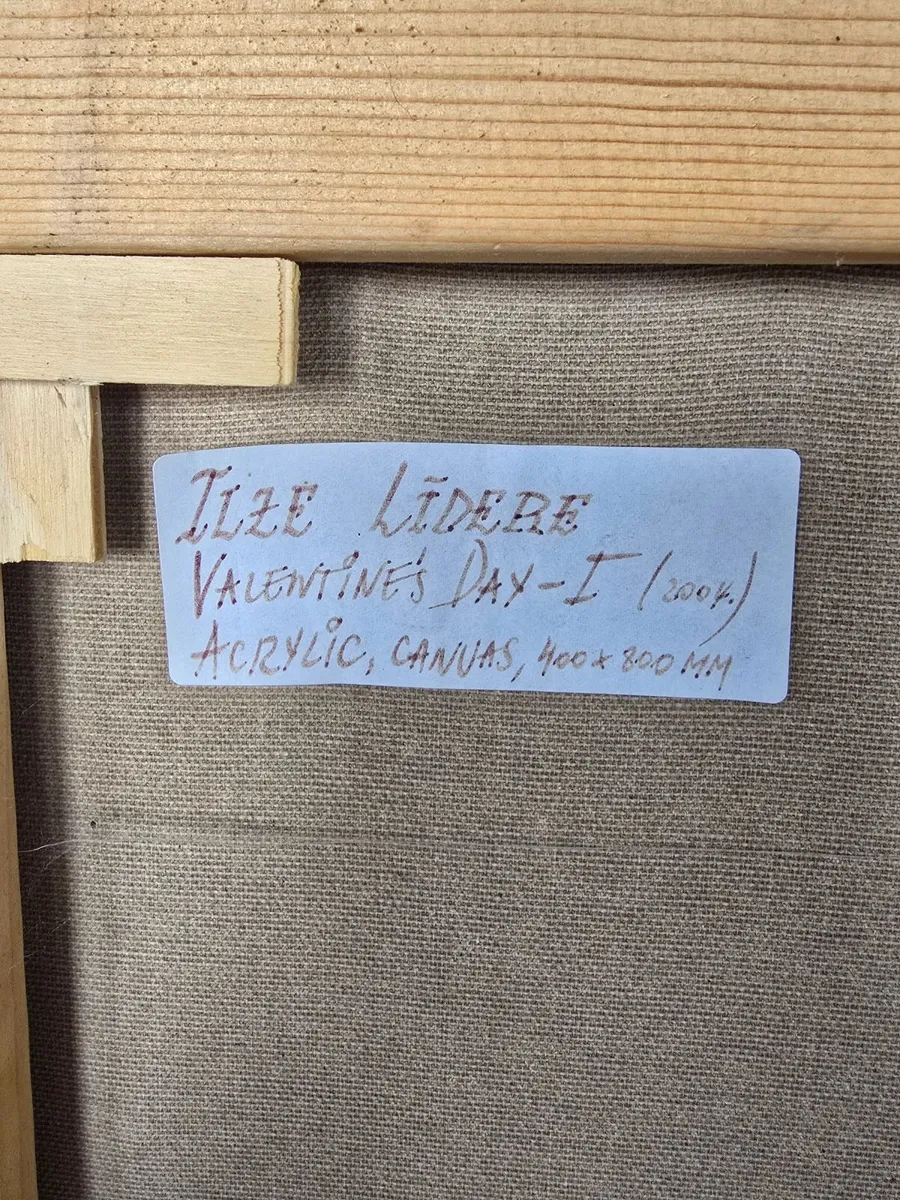 Ilze Līdere
Valentine's Day - I (2004.)
Acrylic, canvas, 400 x 800 mm